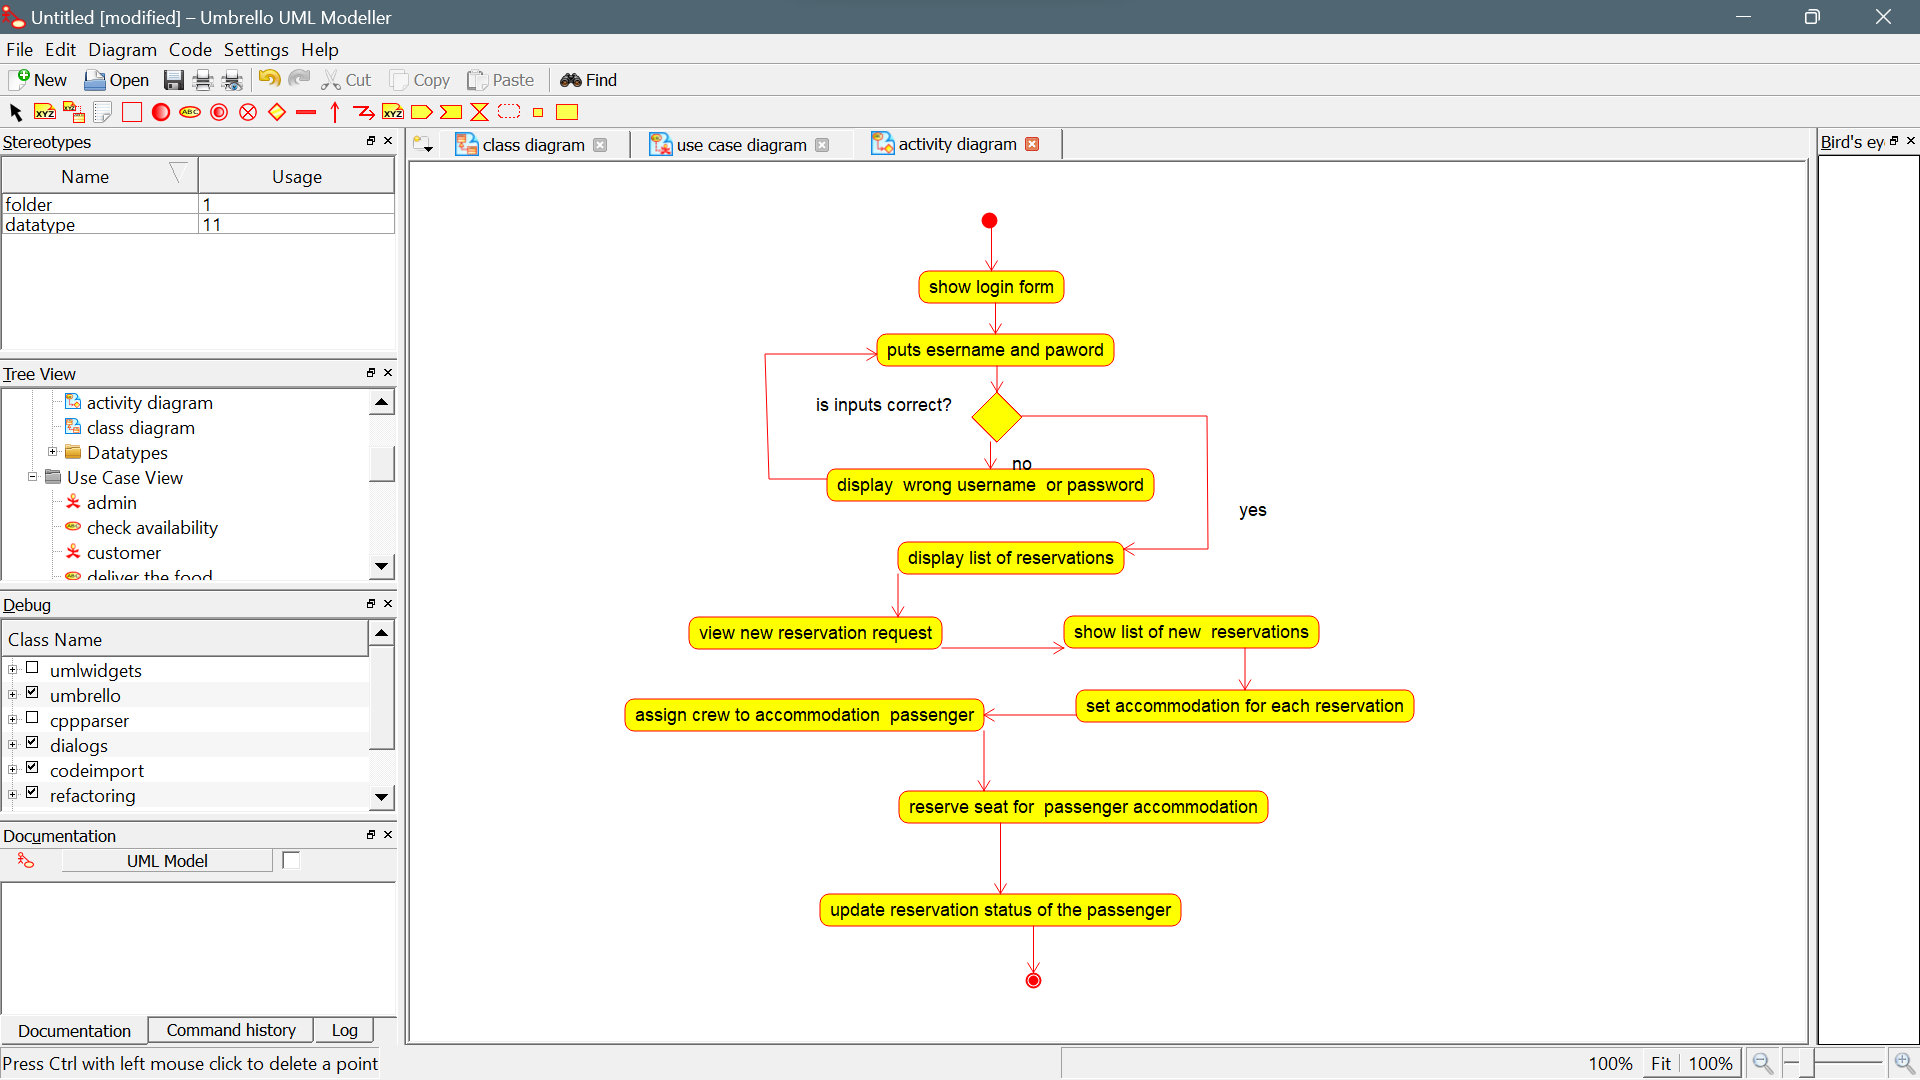 Untitled [modified] – Umbrello UML Modeller
File Edit Diagram Code Settings Help
New Open Cut Copy Paste Find
Stereotypes
Name Usage
folder 1
datatype 11
Tree View
activity diagram
class diagram
Datatypes
Use Case View
admin
check availability
customer
deliver the food
Debug
Class Name
umlwidgets
umbrello
cppparser
dialogs
codeimport
refactoring
Documentation
UML Model
Documentation Command history Log
Press Ctrl with left mouse click to delete a point
class diagram use case diagram activity diagram
show login form
puts esername and paword
is inputs correct?
no
display wrong username or password
yes
display list of reservations
view new reservation request
show list of new reservations
set accommodation for each reservation
assign crew to accommodation passenger
reserve seat for passenger accommodation
update reservation status of the passenger
Bird's ey
100% Fit 100%